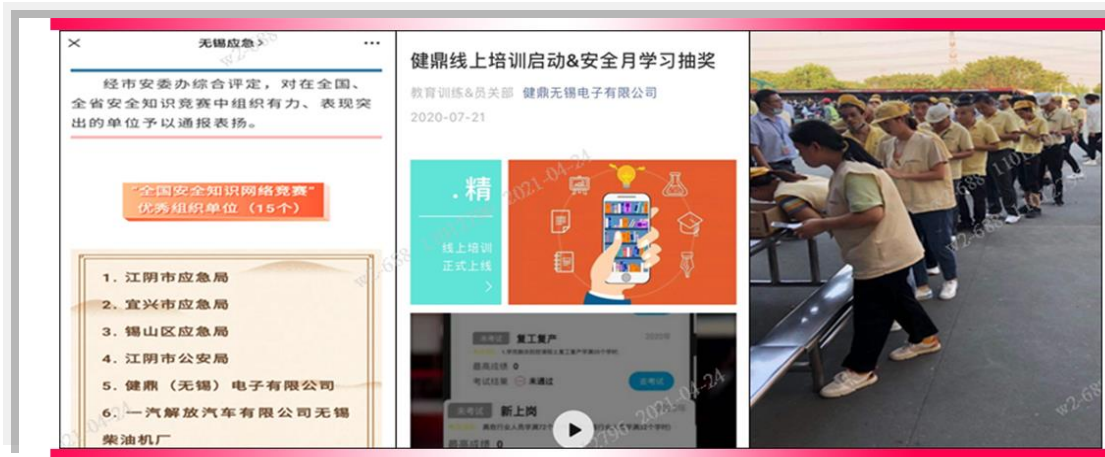 无锡应急>
经市安委办综合评定，对在全国、
全省安全知识竞赛中组织有力、表现突
出的单位予以通报表扬。
“全国安全知识网络竞赛”
优秀组织单位（15个）
1. 江阴市应急局
2. 宜兴市应急局
3. 锡山区应急局
4. 江阴市公安局
5. 健鼎（无锡）电子有限公司
6. 一汽解放汽车有限公司无锡
柴油机厂
健鼎线上培训启动&安全月学习抽奖
教育训练&员关部 健鼎无锡电子有限公司
2020-07-21
.精
线上培训
正式上线
未考试 复工复产
最高成绩 0
考试结果 未通过
去考试
未考试 新上岗
最高成绩 0